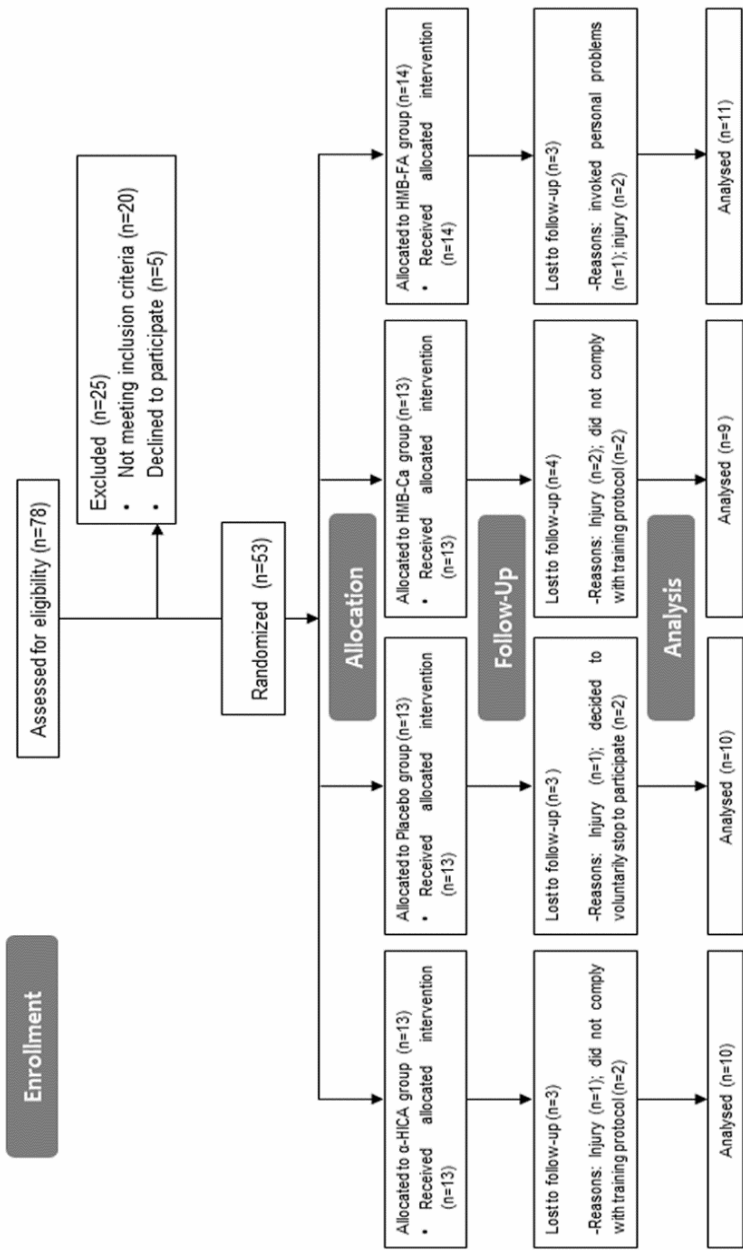 Enrollment
Assessed for eligibility (n=78)
Excluded (n=25)
• Not meeting inclusion criteria (n=20)
• Declined to participate (n=5)
Randomized (n=53)
Allocation
Allocated to α-HICA group (n=13)
• Received allocated intervention
(n=13)
Allocated to Placebo group (n=13)
• Received allocated intervention
(n=13)
Allocated to HMB-Ca group (n=13)
• Received allocated intervention
(n=13)
Allocated to HMB-FA group (n=14)
• Received allocated intervention
(n=14)
Follow-Up
Lost to follow-up (n=3)
-Reasons: Injury (n=1); did not comply
with training protocol (n=2)
Lost to follow-up (n=3)
-Reasons: Injury (n=1); decided to
voluntarily stop to participate (n=2)
Lost to follow-up (n=4)
-Reasons: Injury (n=2); did not comply
with training protocol (n=2)
Lost to follow-up (n=3)
-Reasons: invoked personal problems
(n=1); injury (n=2)
Analysis
Analysed (n=10)
Analysed (n=10)
Analysed (n=9)
Analysed (n=11)